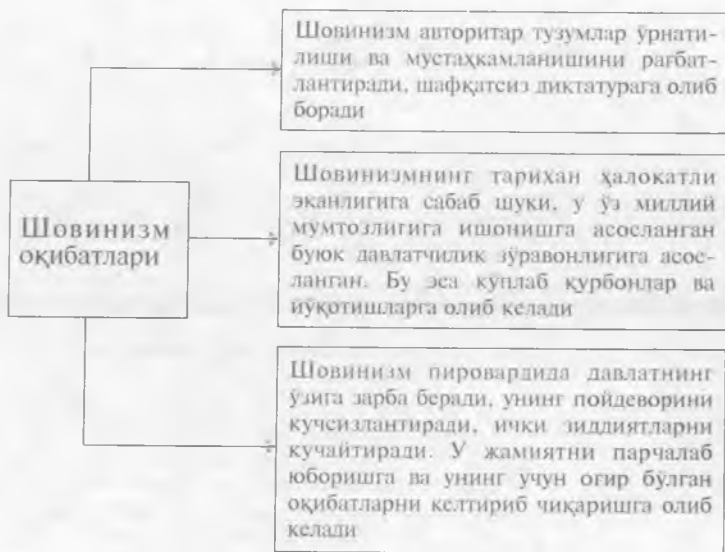 Шовинизм авторитар тузумлар ўрнати-
лиши ва мустаҳкамланишини рағбат-
лантиради, шафқатсиз диктатурага олиб
боради
Шовинизм
оқибатлари
Шовинизмнинг тарихан ҳалокатли
эканлигига сабаб шуки, у ўз миллий
мумтозлигига ишонишга асосланган
буюк давлатчилик зўравонлигига асос-
ланган. Бу эса кўплаб қурбонлар ва
йўқотишларга олиб келади
Шовинизм пировардида давлатнинг
ўзига зарба беради, унинг пойдеворини
кучсизлантиради, ички зиддиятларни
кучайтиради. У жамиятни парчалаб
юборишга ва унинг учун оғир бўлган
оқибатларни келтириб чиқаришга олиб
келади